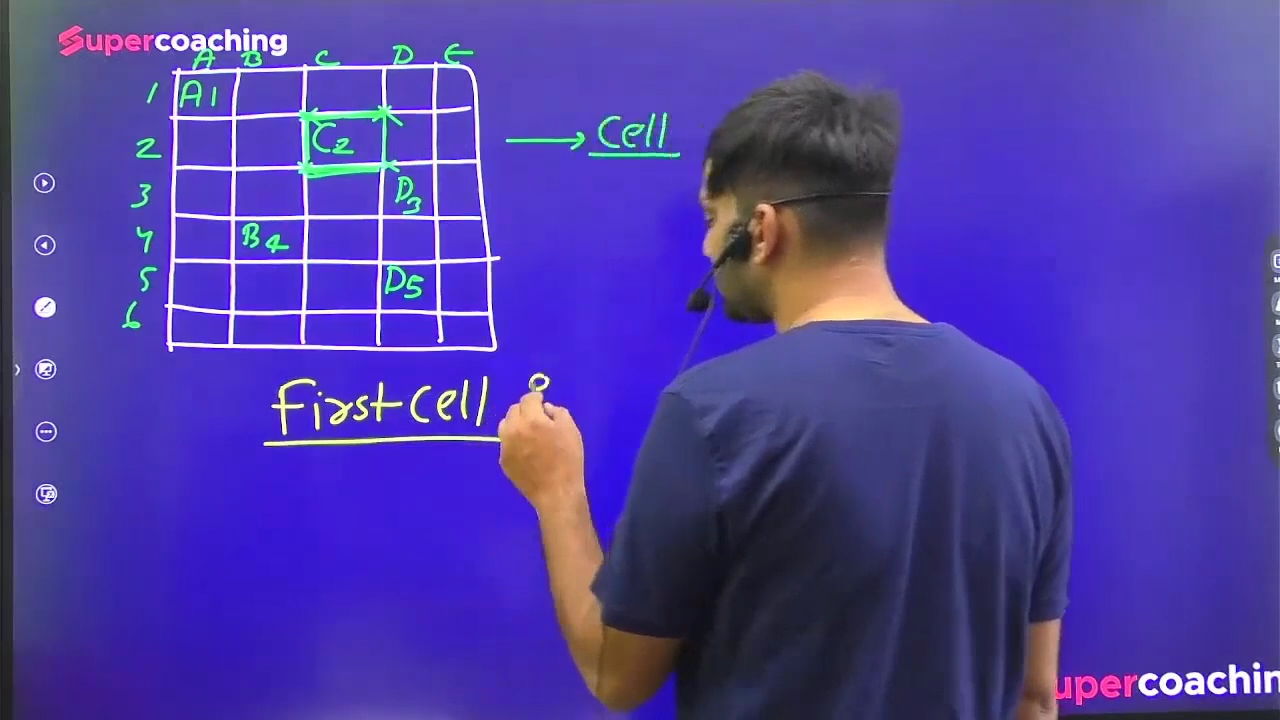 Supercoaching
A B C D E
1 A1
2 C2 → Cell
3 D3
4 B4
5 D5
6
First Cell :
upercoachin